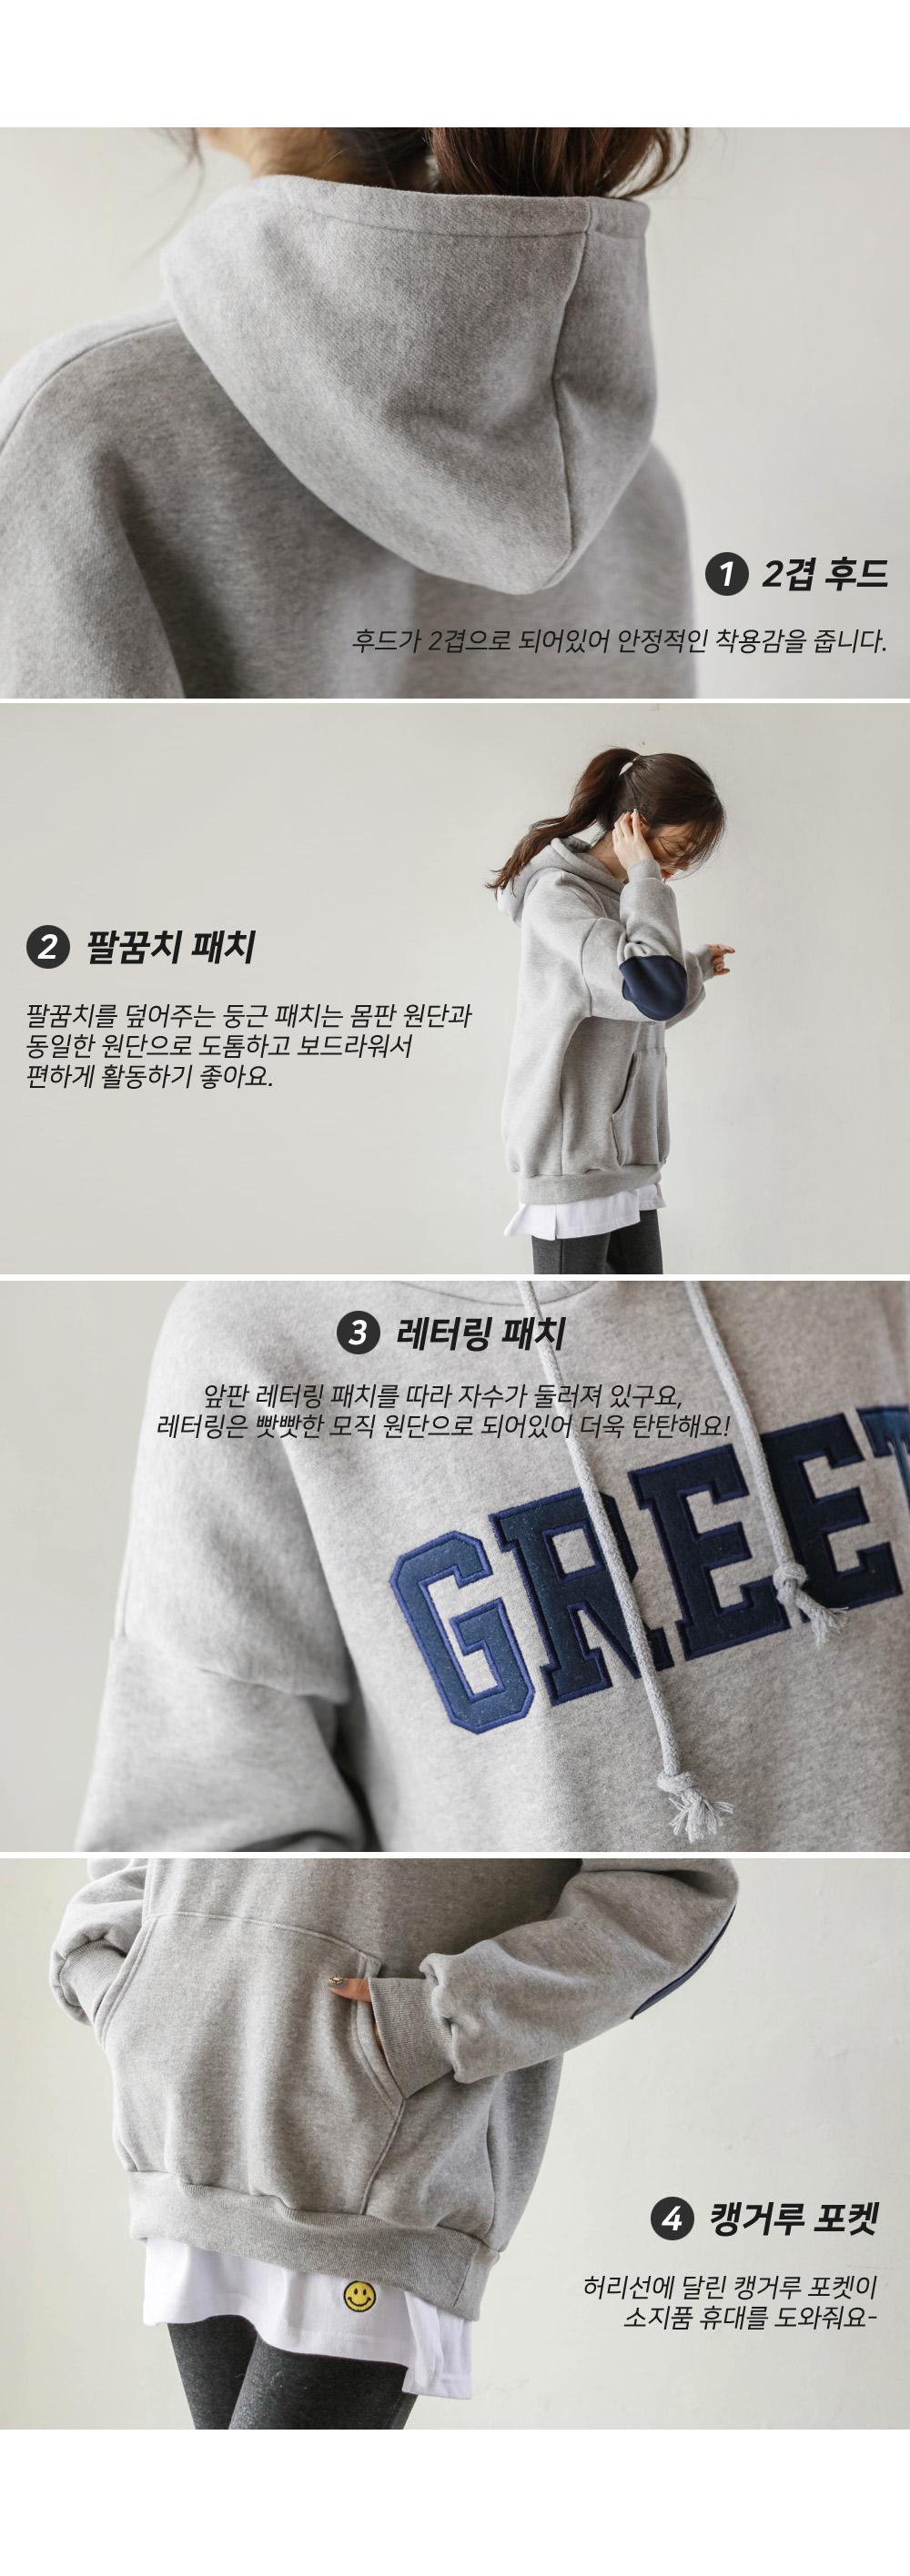 1 2겹 후드
후드가 2겹으로 되어있어 안정적인 착용감을 줍니다.
2 팔꿈치 패치
팔꿈치를 덮어주는 둥근 패치는 몸판 원단과
동일한 원단으로 도톰하고 보드라워서
편하게 활동하기 좋아요.
3 레터링 패치
앞판 레터링 패치를 따라 자수가 둘러져 있구요,
레터링은 빳빳한 모직 원단으로 되어있어 더욱 탄탄해요!
GREET
4 캥거루 포켓
허리선에 달린 캥거루 포켓이
소지품 휴대를 도와줘요-